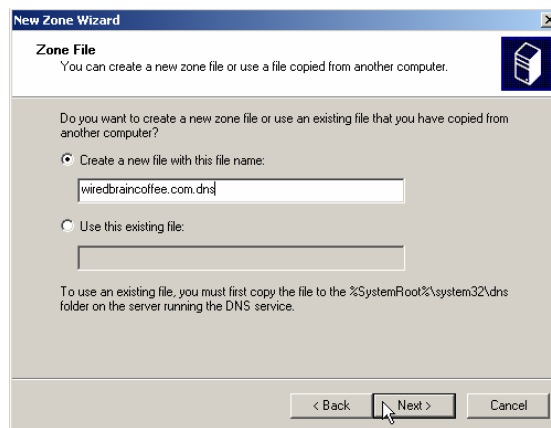 New Zone Wizard
Zone File
You can create a new zone file or use a file copied from another computer.
Do you want to create a new zone file or use an existing file that you have copied from
another computer?
Create a new file with this file name:
wiredbraincoffee.com.dns
Use this existing file:
To use an existing file, you must first copy the file to the %SystemRoot%\system32\dns
folder on the server running the DNS service.
< Back
Next >
Cancel